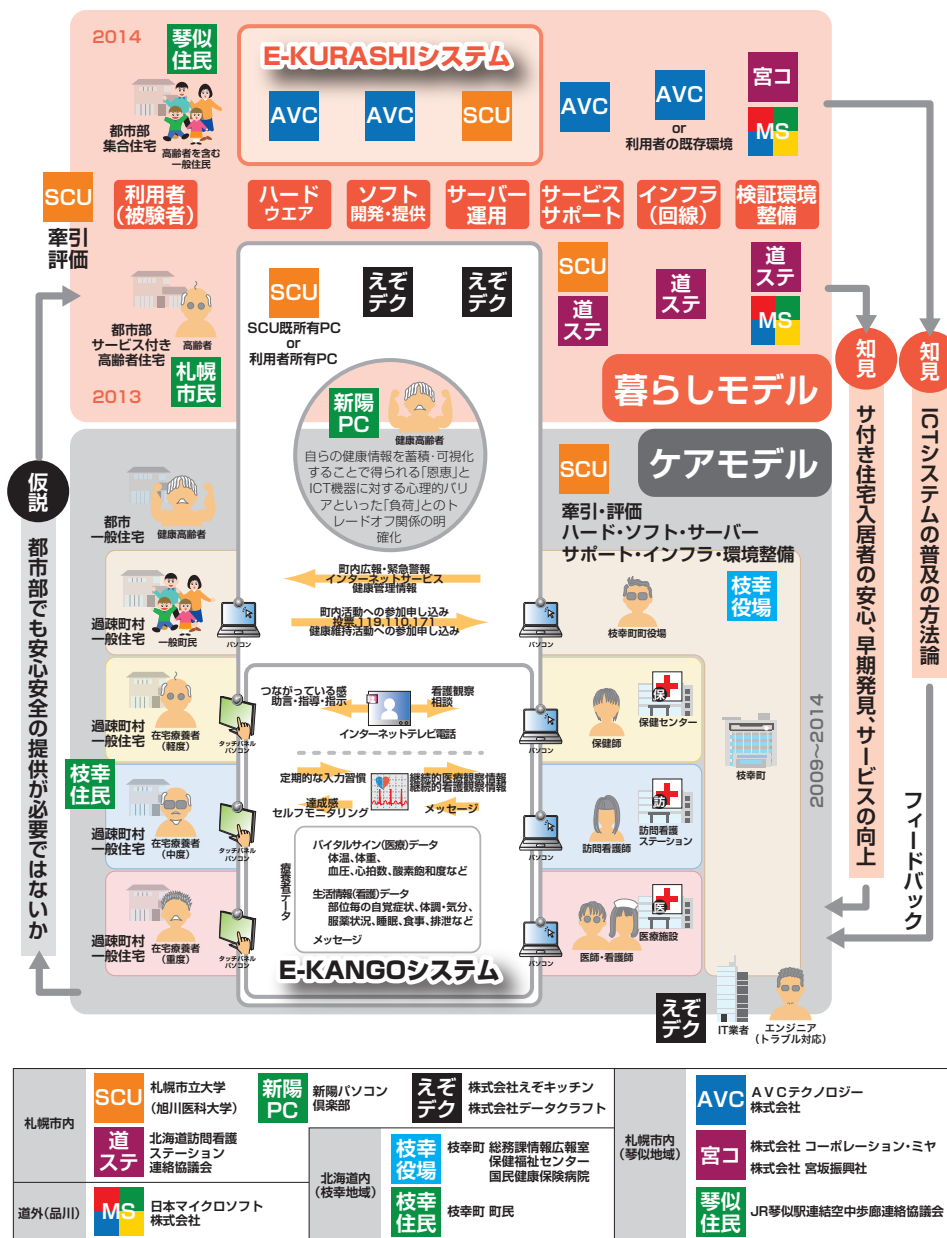 2014
琴似
住民
都市部
集合住宅
高齢者を含む
一般住民
E-KURASHIシステム
AVC
AVC
SCU
AVC
AVC
or
利用者の既存環境
宮コ
MS
SCU
牽引
評価
利用者
(被験者)
ハード
ウエア
ソフト
開発・提供
サーバー
運用
サービス
サポート
インフラ
(回線)
検証環境
整備
都市部
サービス付き
高齢者住宅
高齢者
札幌
市民
2013
SCU
SCU既所有PC
or
利用者所有PC
えぞ
デク
えぞ
デク
SCU
道
ステ
道
ステ
道
ステ
MS
暮らしモデル
新陽
PC
健康高齢者
自らの健康情報を蓄積・可視化
することで得られる「恩恵」と
ICT機器に対する心理的バリ
アといった「負荷」とのト
レードオフ関係の明
確化
知見
サ付き住宅入居者の安心、早期発見、サービスの向上
知見
ICTシステムの普及の方法論
フィードバック
仮説
都市部でも安心安全の提供が必要ではないか
ケアモデル
SCU
牽引・評価
ハード・ソフト・サーバー
サポート・インフラ・環境整備
都市
一般住宅
健康高齢者
過疎町村
一般住宅
一般町民
パソコン
町内広報・緊急警報
インターネットサービス
健康管理情報
町内活動への参加申し込み
投票,119,110,171
健康維持活動への参加申し込み
パソコン
枝幸町町役場
枝幸
役場
過疎町村
一般住宅
在宅療養者
(軽度)
タッチパネル
パソコン
つながっている感
助言・指導・指示
看護観察
相談
インターネットテレビ電話
パソコン
保健師
保
保健センター
枝幸町
2009~2014
枝幸
住民
過疎町村
一般住宅
在宅療養者
(中度)
タッチパネル
パソコン
定期的な入力習慣
継続的医療観察情報
継続的看護観察情報
達成感
セルフモニタリング
メッセージ
パソコン
訪問看護師
訪
訪問看護
ステーション
過疎町村
一般住宅
在宅療養者
(重度)
タッチパネル
パソコン
療養者データ
バイタルサイン(医療)データ
体温、体重、
血圧、心拍数、酸素飽和度など
生活情報(看護)データ
部位毎の自覚症状、体調・気分、
服薬状況、睡眠、食事、排泄など
メッセージ
パソコン
医師・看護師
医
医療施設
E-KANGOシステム
えぞ
デク
IT業者
エンジニア
(トラブル対応)
札幌市内
SCU
札幌市立大学
(旭川医科大学)
新陽
PC
新陽パソコン
倶楽部
えぞ
デク
株式会社えぞキッチン
株式会社データクラフト
道
ステ
北海道訪問看護
ステーション
連絡協議会
道外(品川)
MS
日本マイクロソフト
株式会社
北海道内
(枝幸地域)
枝幸
役場
枝幸町 総務課情報広報室
保健福祉センター
国民健康保険病院
枝幸
住民
枝幸町 町民
札幌市内
(琴似地域)
AVC
AVCテクノロジー
株式会社
宮コ
株式会社 コーポレーション・ミヤ
株式会社 宮坂振興社
琴似
住民
JR琴似駅連結空中歩廊連絡協議会